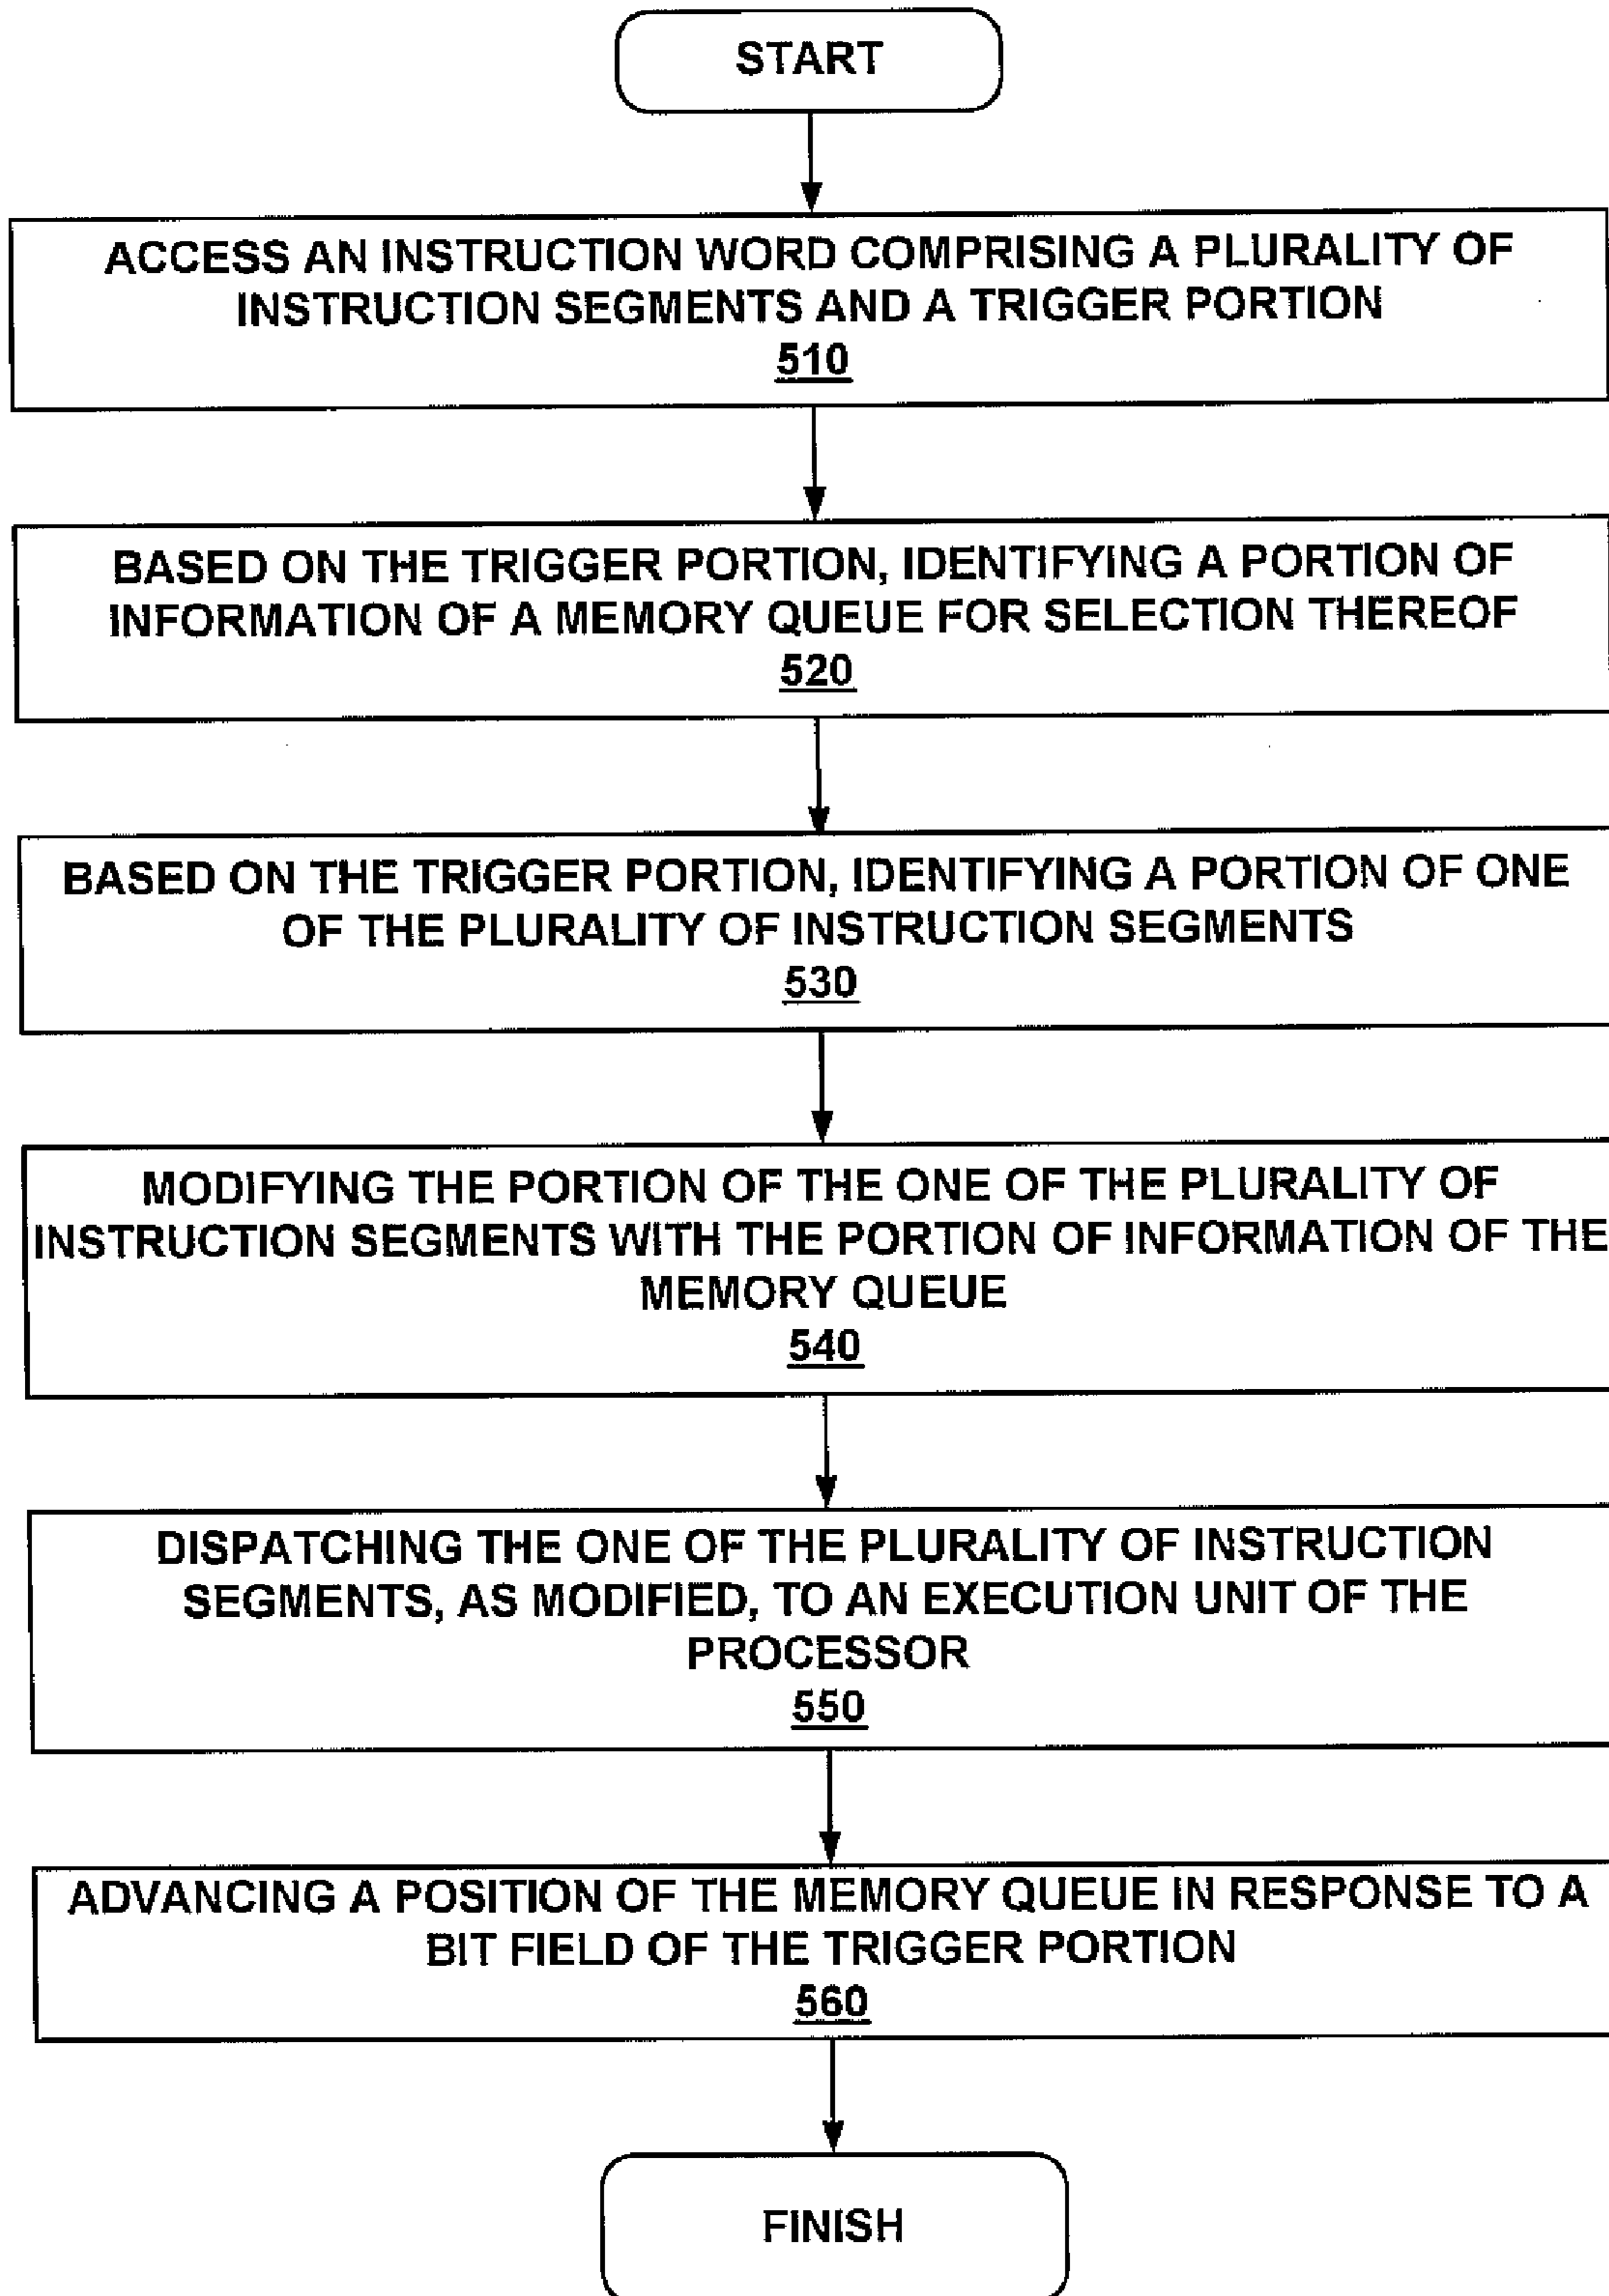 START
ACCESS AN INSTRUCTION WORD COMPRISING A PLURALITY OF
INSTRUCTION SEGMENTS AND A TRIGGER PORTION
510
BASED ON THE TRIGGER PORTION, IDENTIFYING A PORTION OF
INFORMATION OF A MEMORY QUEUE FOR SELECTION THEREOF
520
BASED ON THE TRIGGER PORTION, IDENTIFYING A PORTION OF ONE
OF THE PLURALITY OF INSTRUCTION SEGMENTS
530
MODIFYING THE PORTION OF THE ONE OF THE PLURALITY OF
INSTRUCTION SEGMENTS WITH THE PORTION OF INFORMATION OF THE
MEMORY QUEUE
540
DISPATCHING THE ONE OF THE PLURALITY OF INSTRUCTION
SEGMENTS, AS MODIFIED, TO AN EXECUTION UNIT OF THE
PROCESSOR
550
ADVANCING A POSITION OF THE MEMORY QUEUE IN RESPONSE TO A
BIT FIELD OF THE TRIGGER PORTION
560
FINISH